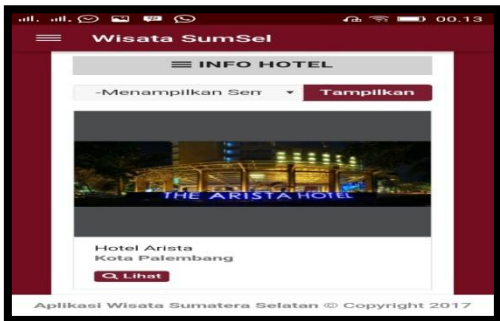 00.13
Wisata SumSel
INFO HOTEL
-Menampilkan Sem
Tampilkan
THE ARISTA HOTEL
Hotel Arista
Kota Palembang
Lihat
Aplikasi Wisata Sumatera Selatan © Copyright 2017